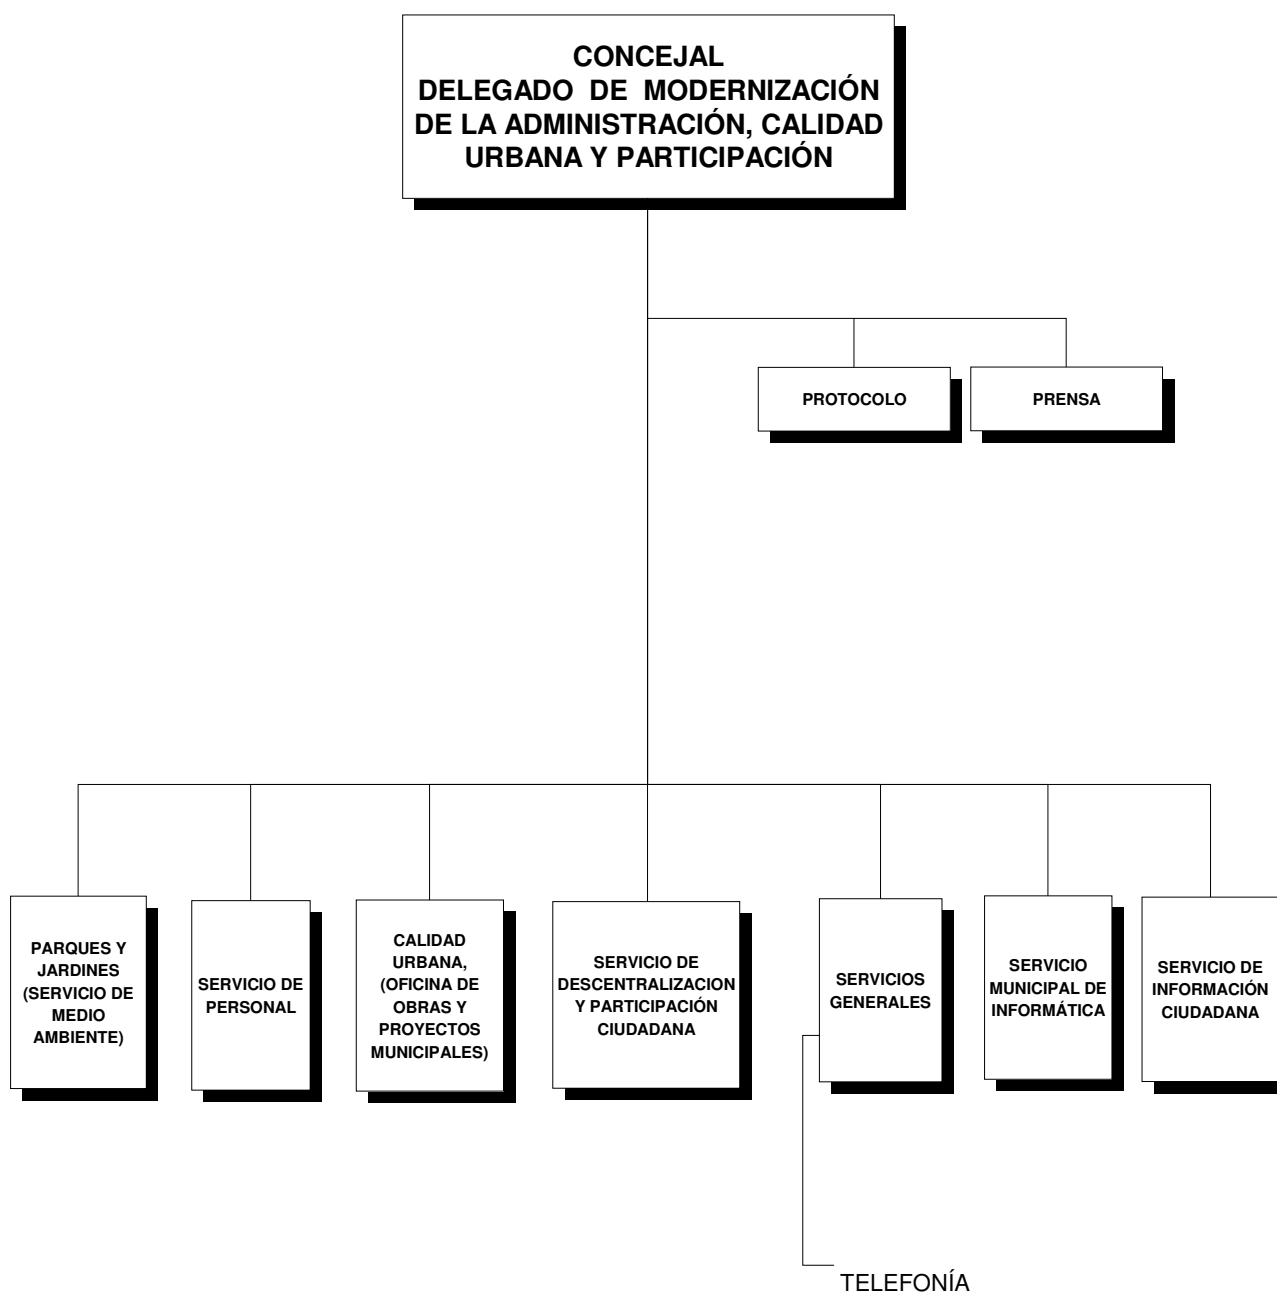 CONCEJAL
DELEGADO DE MODERNIZACIÓN
DE LA ADMINISTRACIÓN, CALIDAD
URBANA Y PARTICIPACIÓN
PROTOCOLO
PRENSA
PARQUES Y
JARDINES
(SERVICIO DE
MEDIO
AMBIENTE)
SERVICIO DE
PERSONAL
CALIDAD
URBANA,
(OFICINA DE
OBRAS Y
PROYECTOS
MUNICIPALES)
SERVICIO DE
DESCENTRALIZACION
Y PARTICIPACIÓN
CIUDADANA
SERVICIOS
GENERALES
SERVICIO
MUNICIPAL DE
INFORMÁTICA
SERVICIO DE
INFORMACIÓN
CIUDADANA
TELEFONÍA